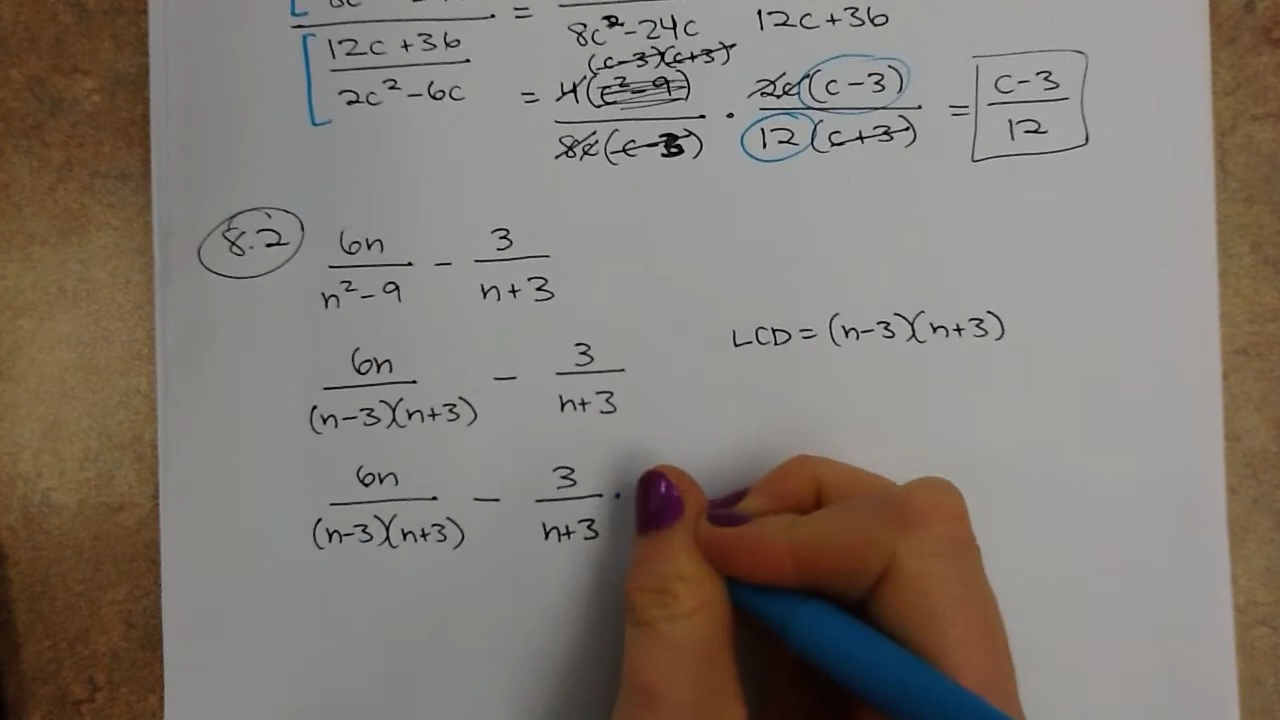 =
12c+36
2c²-6c
8c²-24c 12c+36
(c-3)(c+3)
= 4(c²-9) / 8c(c-3) · 2c(c-3) / 12(c+3) = c-3 / 12
8.2 6n / n²-9 - 3 / n+3
6n / (n-3)(n+3) - 3 / n+3
LCD=(n-3)(n+3)
6n / (n-3)(n+3) - 3 / n+3 ·